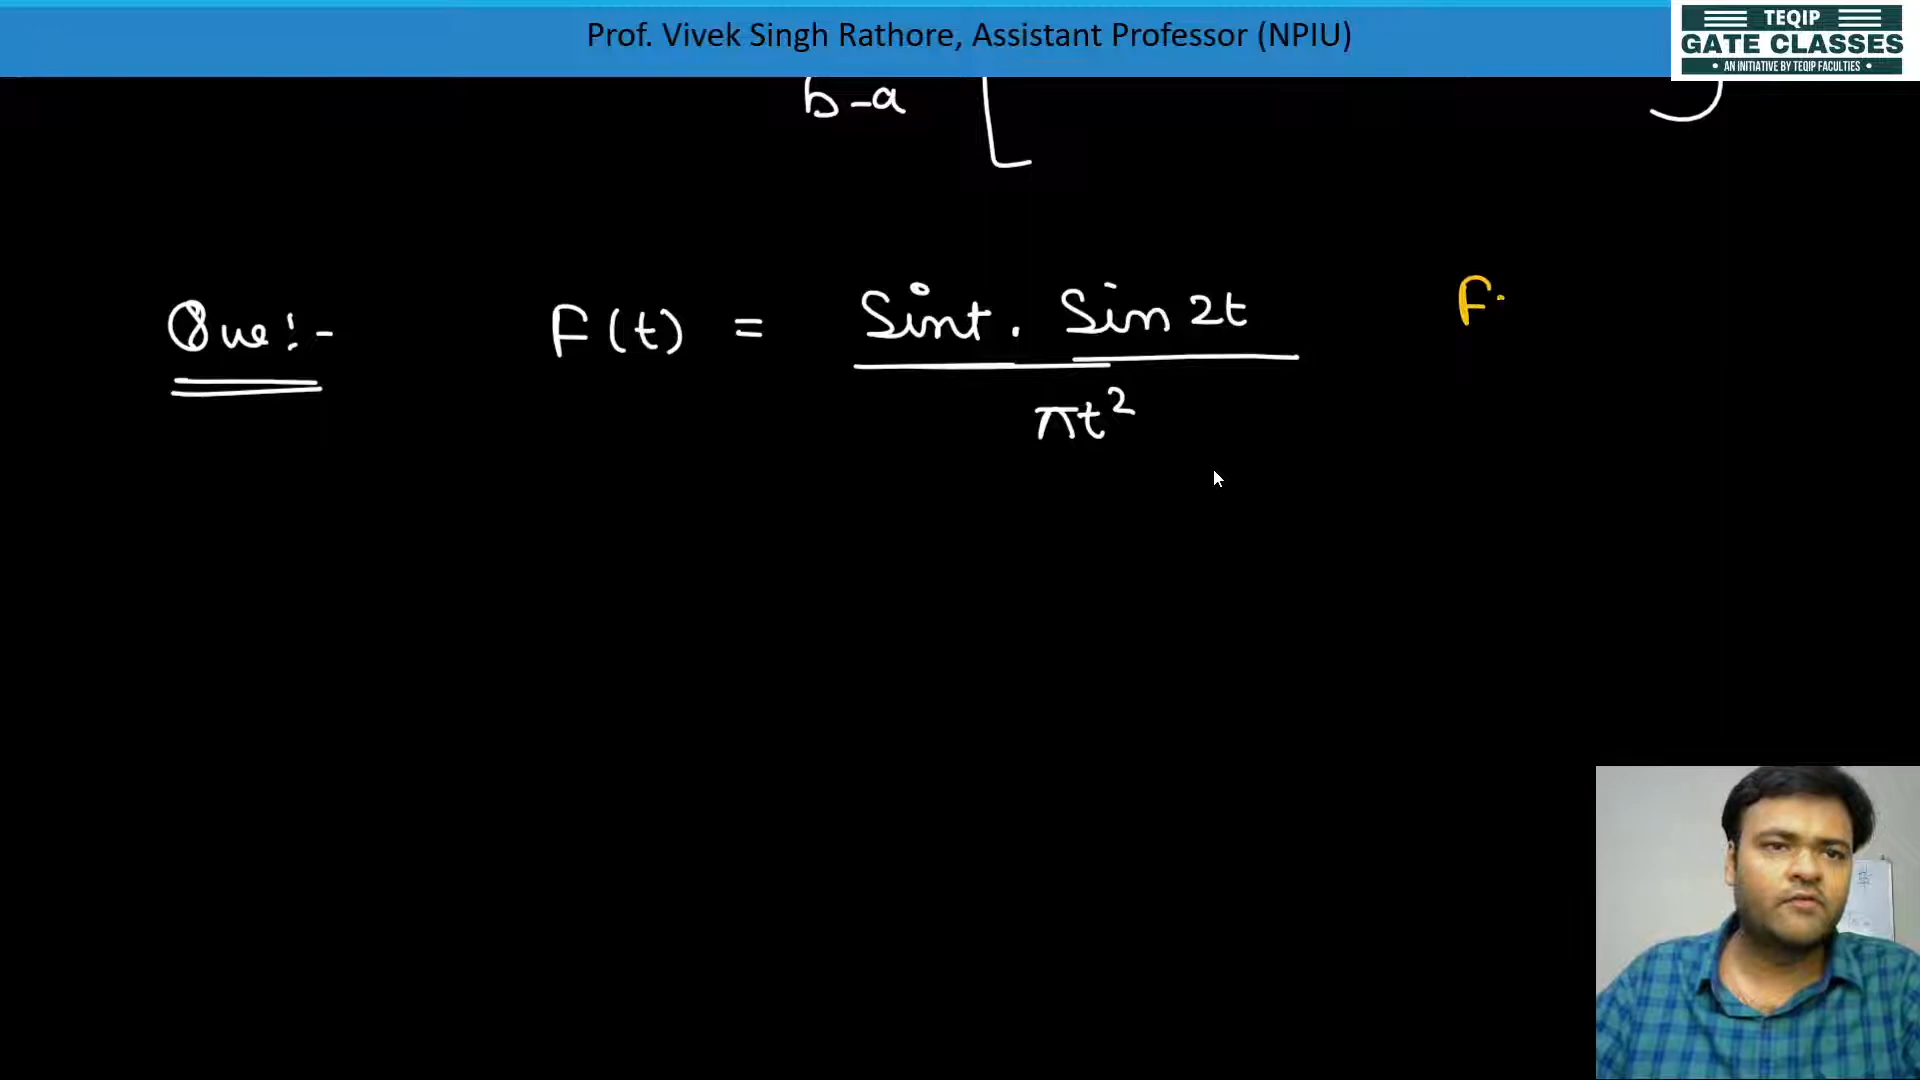 Prof. Vivek Singh Rathore, Assistant Professor (NPIU)
TEQIP
GATE CLASSES
• AN INITIATIVE BY TEQIP FACULTIES •
b-a [ ]
Que:- F(t) = Sint. Sin 2t / πt² F.